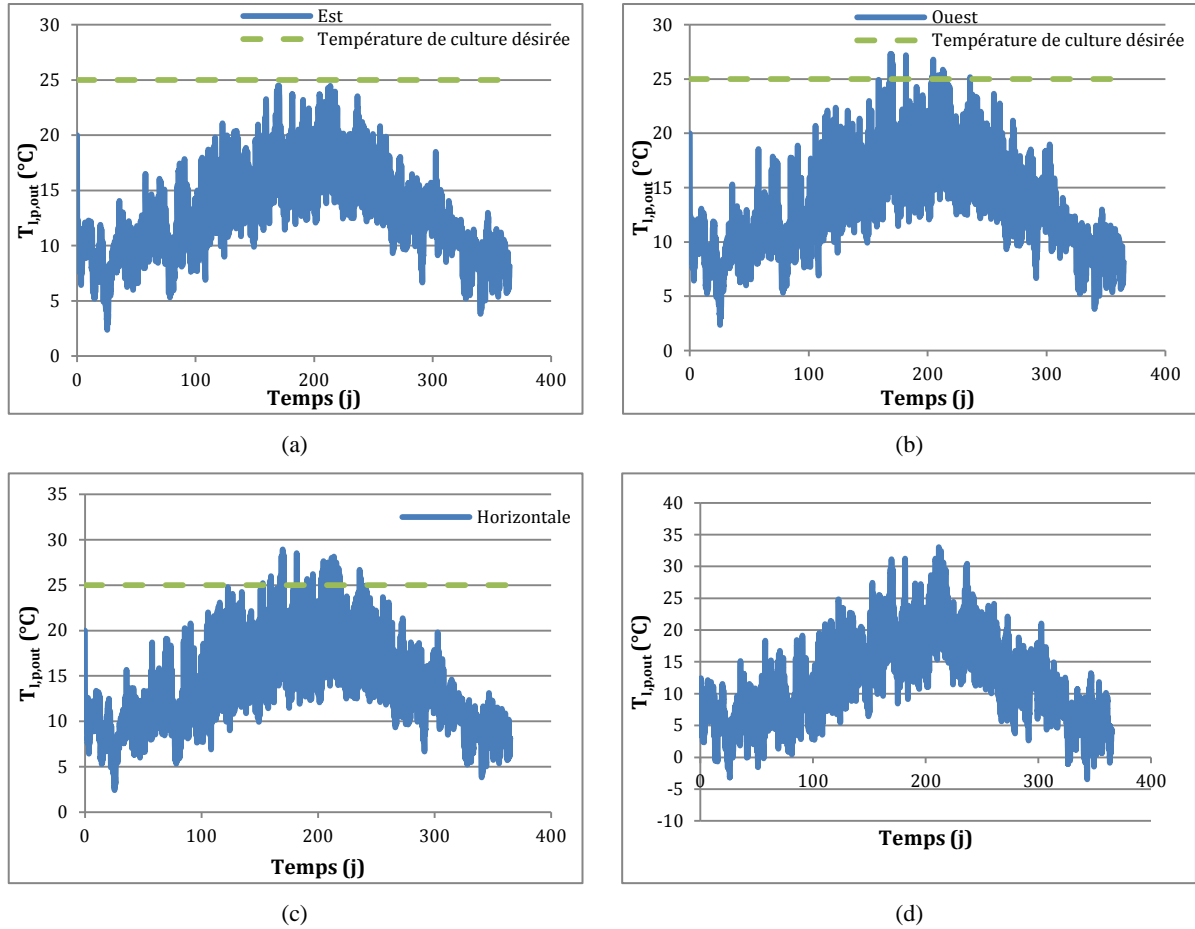 30
25
20
15
10
5
0
0 100 200 300 400
T_l,p,out (°C)
Temps (j)
Est
Température de culture désirée
(a)
30
25
20
15
10
5
0
0 100 200 300 400
T_l,p,out (°C)
Temps (j)
Ouest
Température de culture désirée
(b)
35
30
25
20
15
10
5
0
0 100 200 300 400
T_l,p,out (°C)
Temps (j)
Horizontale
(c)
40
35
30
25
20
15
10
5
0
-5
-10
0 100 200 300 400
T_l,p,out (°C)
Temps (j)
(d)